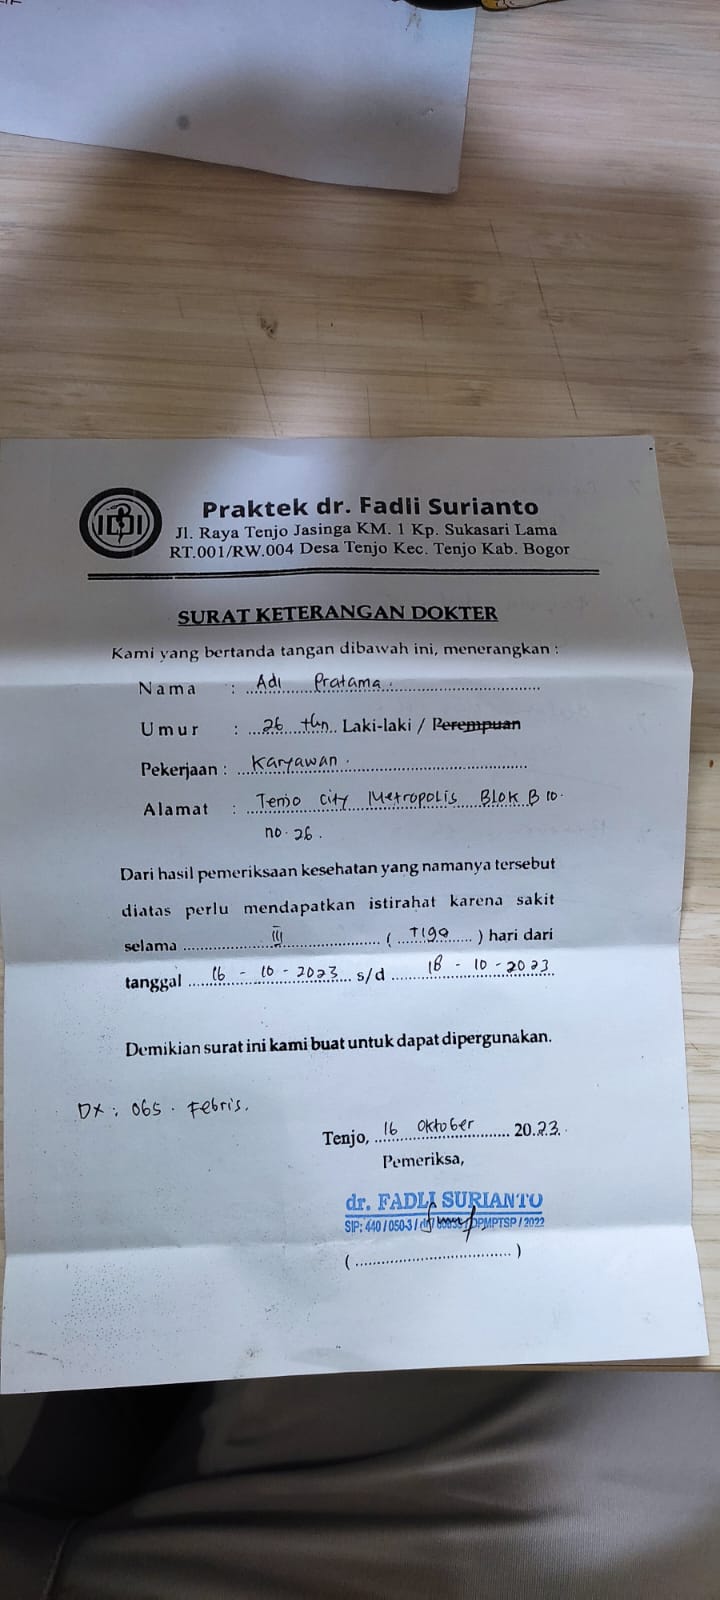 IDI
Praktek dr. Fadli Surianto
Jl. Raya Tenjo Jasinga KM. 1 Kp. Sukasari Lama
RT.001/RW.004 Desa Tenjo Kec. Tenjo Kab. Bogor
SURAT KETERANGAN DOKTER
Kami yang bertanda tangan dibawah ini, menerangkan :
Nama : Adi Pratama.
Umur : 26 thn Laki-laki / Perempuan
Pekerjaan : Karyawan.
Alamat : Tenjo City Metropolis Blok B 10.
no. 26.
Dari hasil pemeriksaan kesehatan yang namanya tersebut
diatas perlu mendapatkan istirahat karena sakit
selama III ( Tiga ) hari dari
tanggal 16 - 10 - 2023 s/d 18 - 10 - 2023
Demikian surat ini kami buat untuk dapat dipergunakan.
DX : OBS. Febris.
Tenjo, 16 Oktober 2023.
Pemeriksa,
dr. FADLI SURIANTO
SIP: 440 / 050-3 / DPMPTSP / 2022
(..................................)